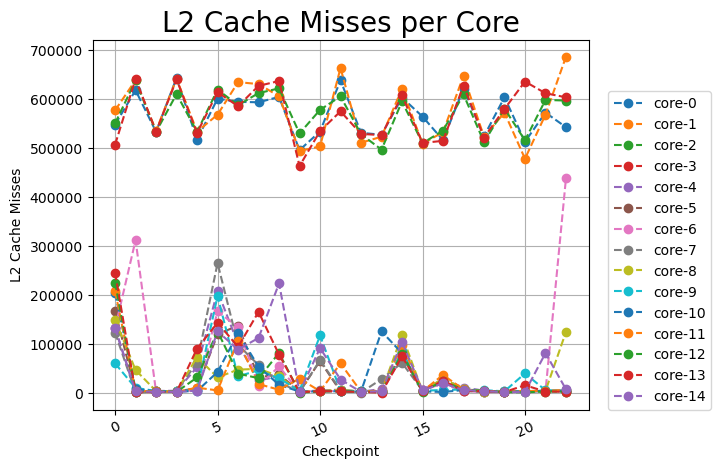 L2 Cache Misses per Core
L2 Cache Misses
700000
600000
500000
400000
300000
200000
100000
0
0
5
10
15
20
Checkpoint
core-0
core-1
core-2
core-3
core-4
core-5
core-6
core-7
core-8
core-9
core-10
core-11
core-12
core-13
core-14